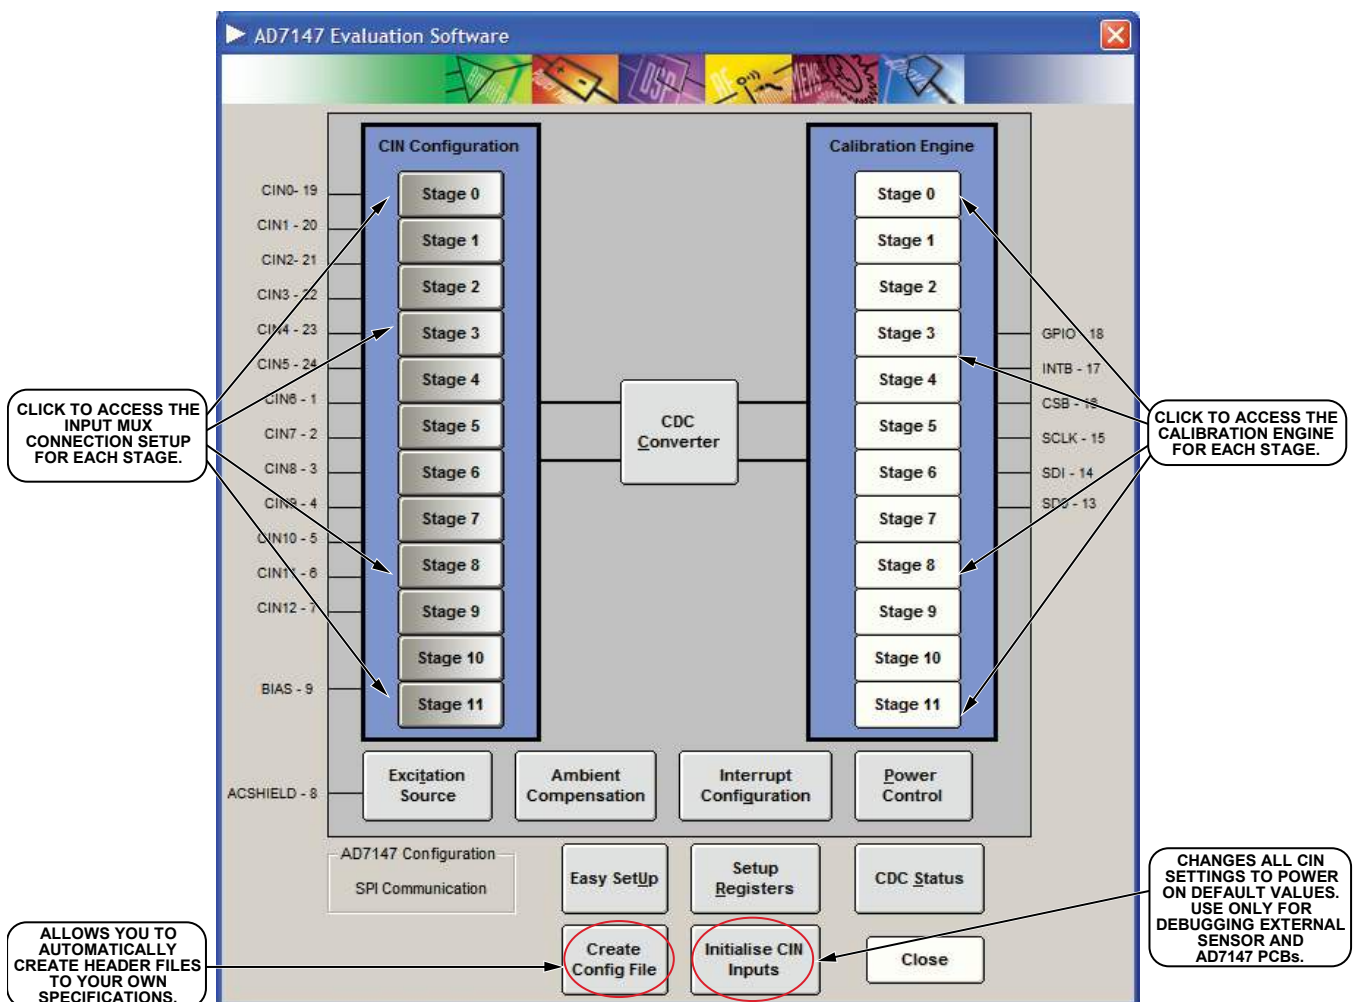 AD7147 Evaluation Software
DSP
MEMS
CIN Configuration
Calibration Engine
Stage 0
Stage 1
Stage 2
Stage 3
Stage 4
Stage 5
Stage 6
Stage 7
Stage 8
Stage 9
Stage 10
Stage 11
Stage 0
Stage 1
Stage 2
Stage 3
Stage 4
Stage 5
Stage 6
Stage 7
Stage 8
Stage 9
Stage 10
Stage 11
CIN0- 19
CIN1 - 20
CIN2- 21
CIN3 - 22
CIN4 - 23
CIN5 - 24
CIN6 - 1
CIN7 - 2
CIN8 - 3
CIN9 - 4
CIN10 - 5
CIN11 - 6
CIN12 - 7
BIAS - 9
ACSHIELD - 8
CDC
Converter
GPIO - 18
INTB - 17
CSB - 16
SCLK - 15
SDI - 14
SDO - 13
CLICK TO ACCESS THE
INPUT MUX
CONNECTION SETUP
FOR EACH STAGE.
CLICK TO ACCESS THE
CALIBRATION ENGINE
FOR EACH STAGE.
Excitation
Source
Ambient
Compensation
Interrupt
Configuration
Power
Control
AD7147 Configuration
SPI Communication
Easy SetUp
Setup
Registers
CDC Status
Create
Config File
Initialise CIN
Inputs
Close
ALLOWS YOU TO
AUTOMATICALLY
CREATE HEADER FILES
TO YOUR OWN
SPECIFICATIONS.
CHANGES ALL CIN
SETTINGS TO POWER
ON DEFAULT VALUES.
USE ONLY FOR
DEBUGGING EXTERNAL
SENSOR AND
AD7147 PCBs.